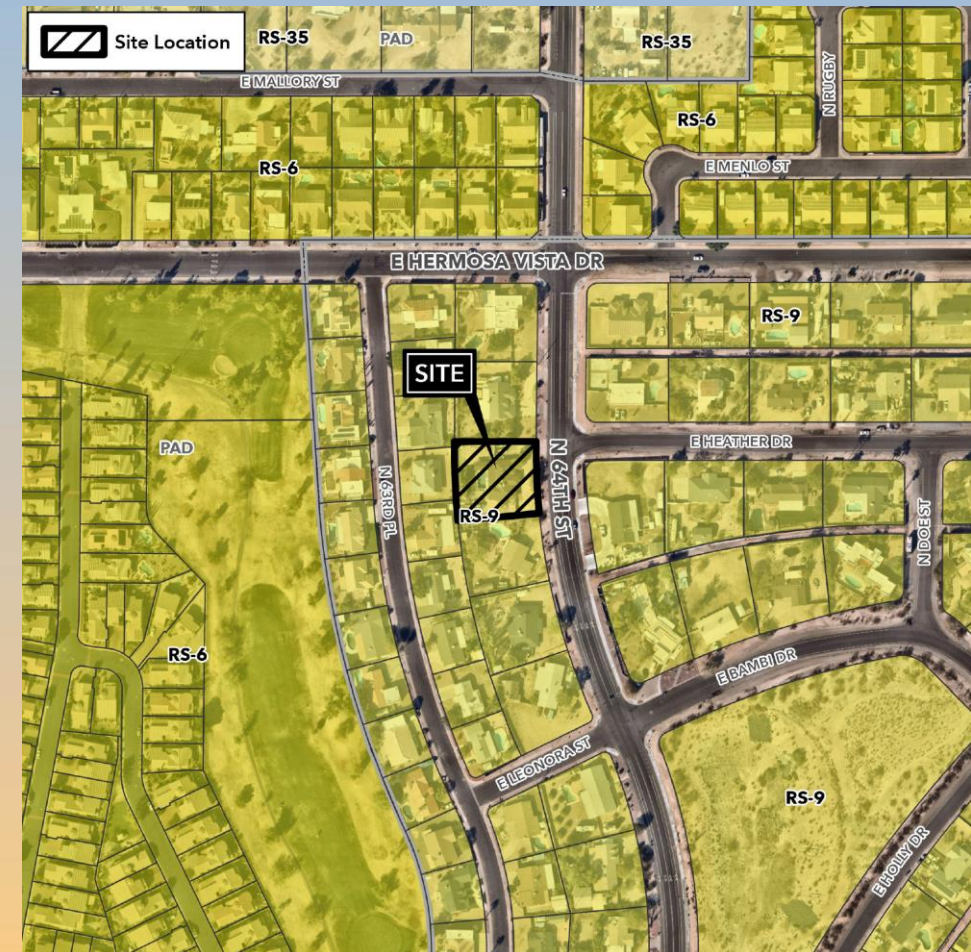 Site Location
RS-35
PAD
RS-35
E MALLORY ST
N RUGBY
RS-6
RS-6
E MENLO ST
E HERMOSA VISTA DR
RS-9
SITE
E HEATHER DR
PAD
N 63RD PL
N 64TH ST
RS-9
N DOE ST
RS-6
E BAMBI DR
E LEONORA ST
RS-9
E HOLLY DR